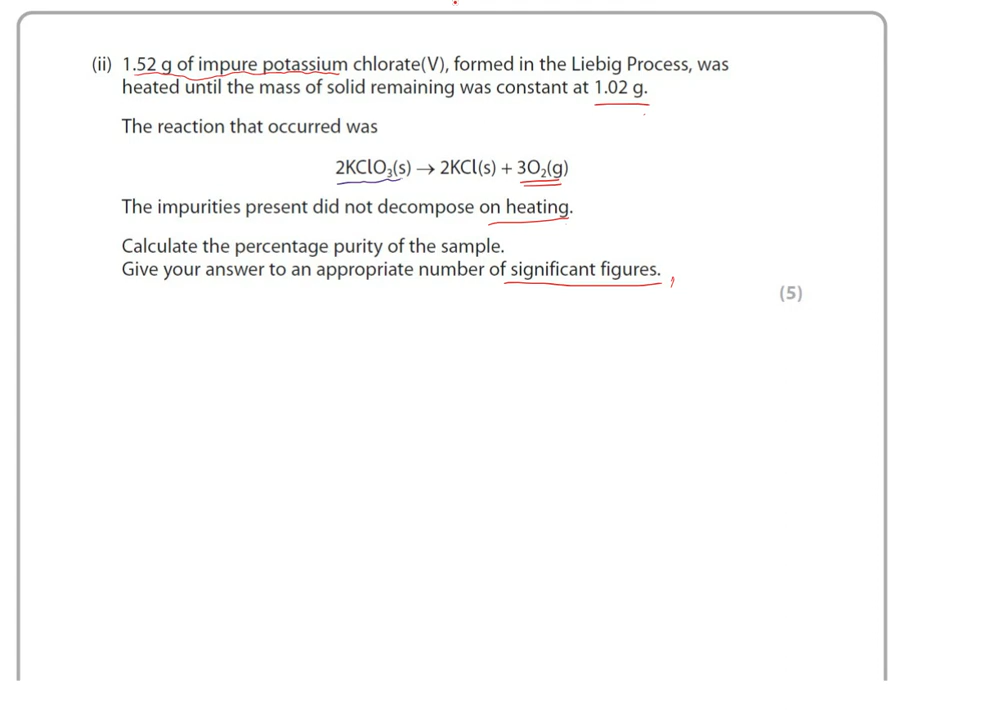 (ii) 1.52 g of impure potassium chlorate(V), formed in the Liebig Process, was
heated until the mass of solid remaining was constant at 1.02 g.
The reaction that occurred was
2KClO₃(s) → 2KCl(s) + 3O₂(g)
The impurities present did not decompose on heating.
Calculate the percentage purity of the sample.
Give your answer to an appropriate number of significant figures.
(5)